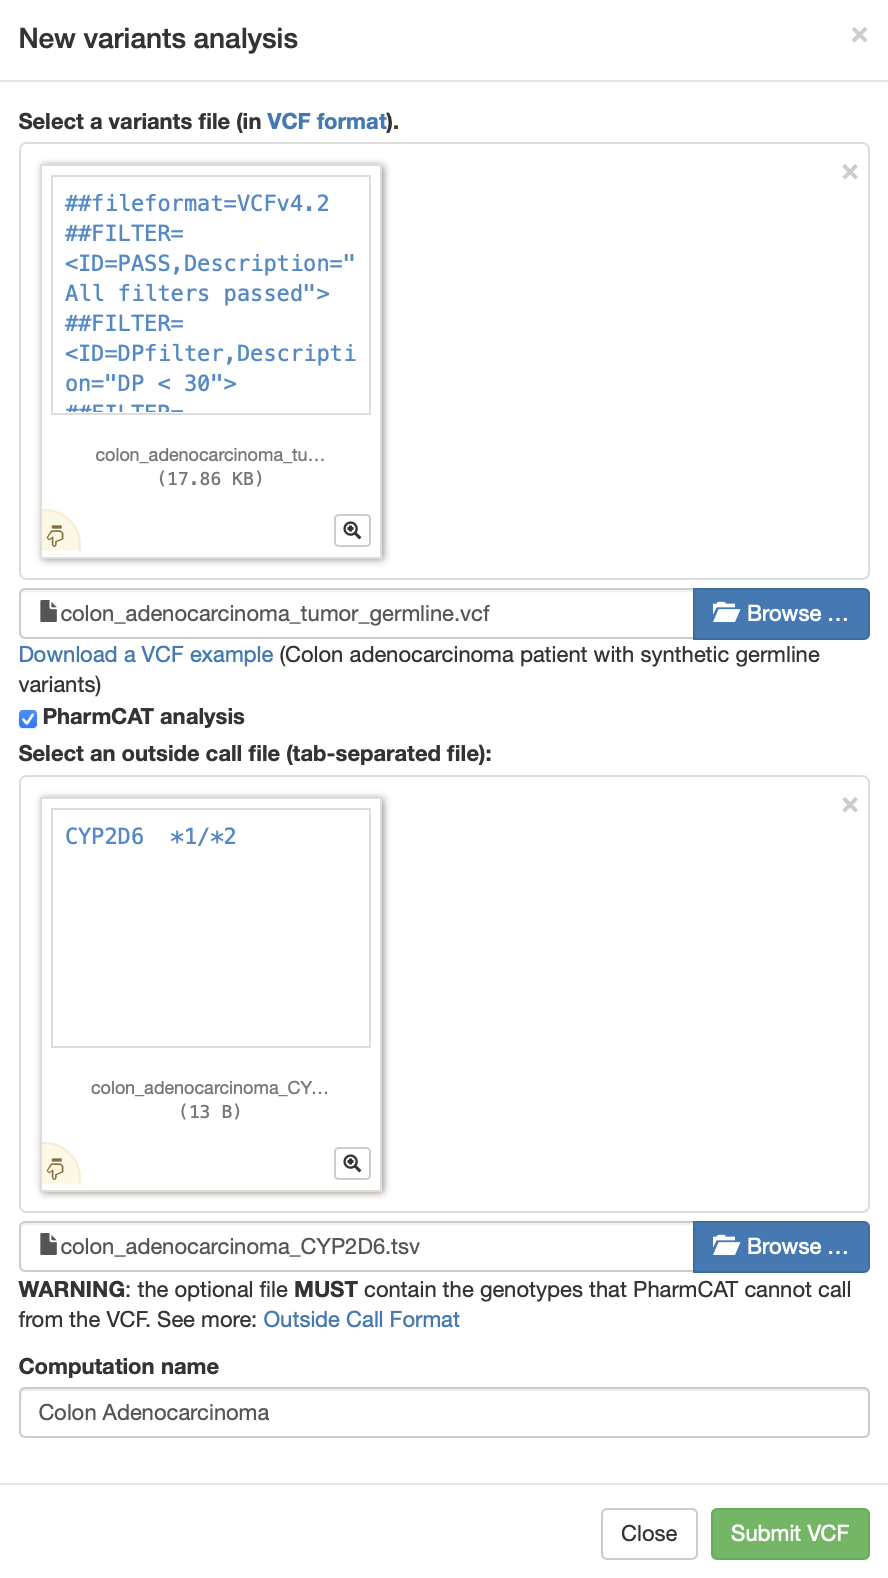 New variants analysis
×
Select a variants file (in VCF format).
×
##fileformat=VCFv4.2
##FILTER=
<ID=PASS,Description="
All filters passed">
##FILTER=
<ID=DPfilter,Descripti
on="DP < 30">
##FILTER=
colon_adenocarcinoma_tu...
(17.86 KB)
colon_adenocarcinoma_tumor_germline.vcf
Browse ...
Download a VCF example (Colon adenocarcinoma patient with synthetic germline
variants)
PharmCAT analysis
Select an outside call file (tab-separated file):
×
CYP2D6 *1/*2
colon_adenocarcinoma_CY...
(13 B)
colon_adenocarcinoma_CYP2D6.tsv
Browse ...
WARNING: the optional file MUST contain the genotypes that PharmCAT cannot call
from the VCF. See more: Outside Call Format
Computation name
Colon Adenocarcinoma
Close
Submit VCF